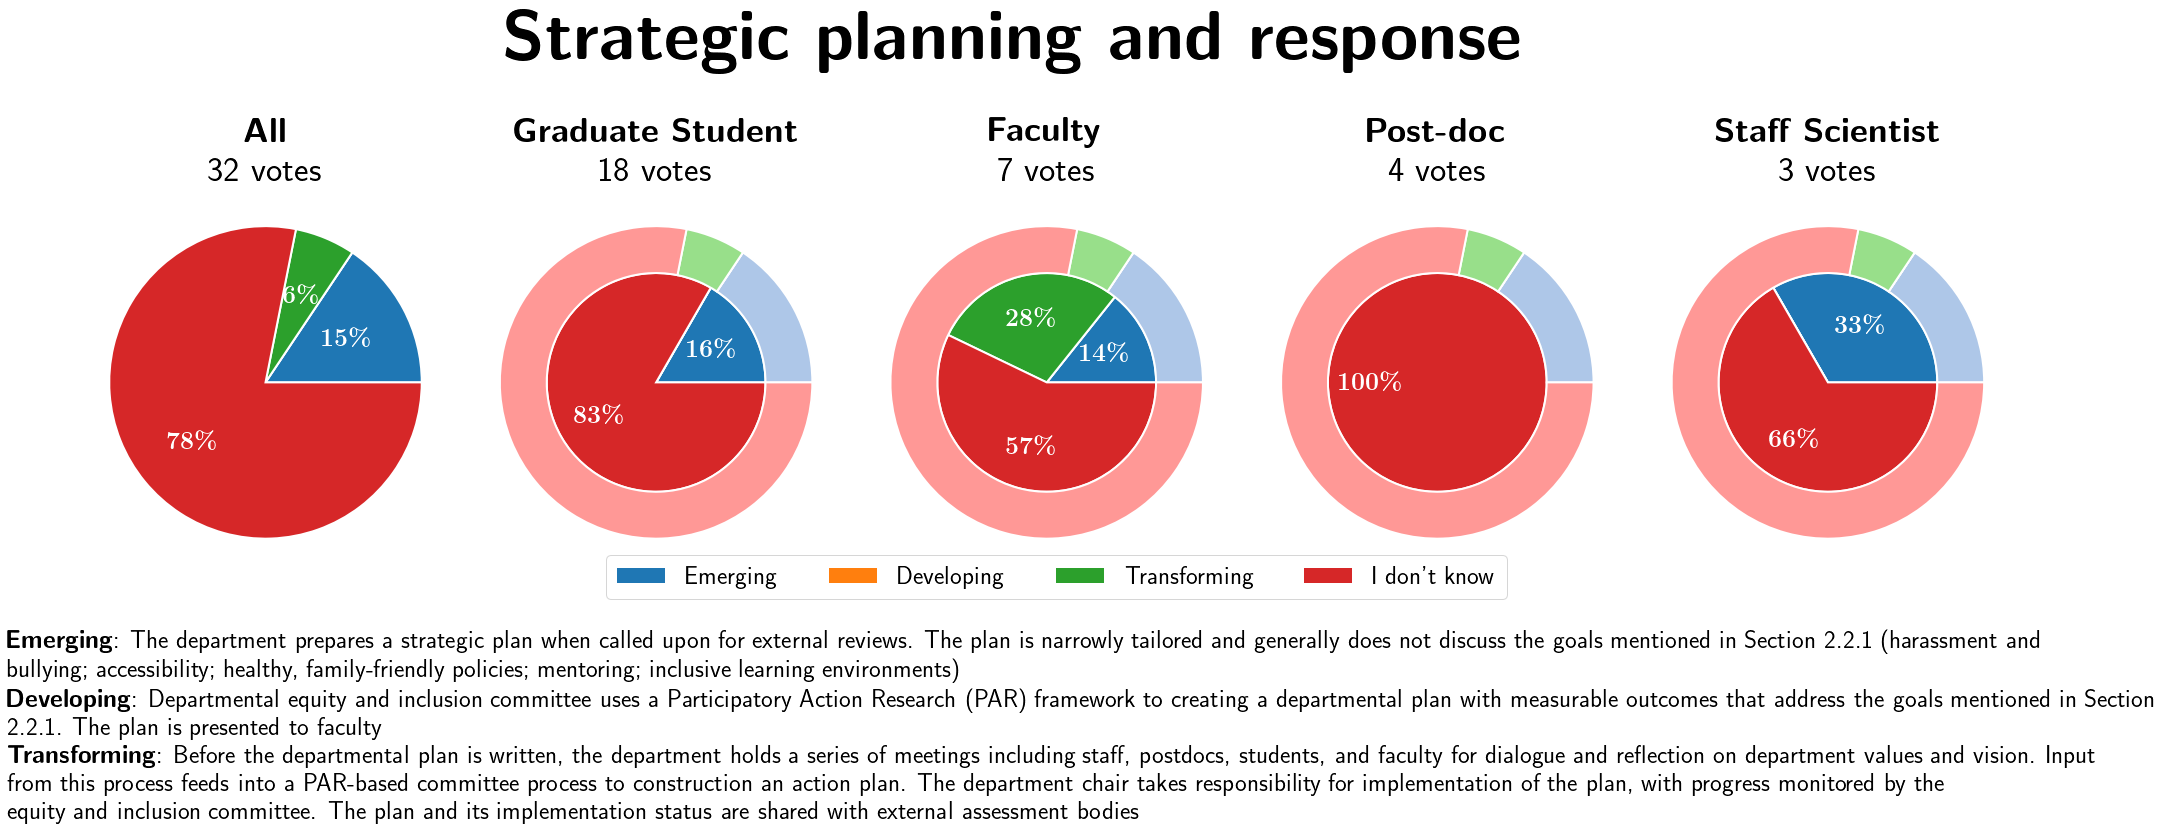 Strategic planning and response
All
32 votes
Graduate Student
18 votes
Faculty
7 votes
Post-doc
4 votes
Staff Scientist
3 votes
6%
15%
78%
16%
83%
28%
14%
57%
100%
33%
66%
Emerging
Developing
Transforming
I don't know
Emerging: The department prepares a strategic plan when called upon for external reviews. The plan is narrowly tailored and generally does not discuss the goals mentioned in Section 2.2.1 (harassment and
bullying; accessibility; healthy, family-friendly policies; mentoring; inclusive learning environments)
Developing: Departmental equity and inclusion committee uses a Participatory Action Research (PAR) framework to creating a departmental plan with measurable outcomes that address the goals mentioned in Section
2.2.1. The plan is presented to faculty
Transforming: Before the departmental plan is written, the department holds a series of meetings including staff, postdocs, students, and faculty for dialogue and reflection on department values and vision. Input
from this process feeds into a PAR-based committee process to construction an action plan. The department chair takes responsibility for implementation of the plan, with progress monitored by the
equity and inclusion committee. The plan and its implementation status are shared with external assessment bodies